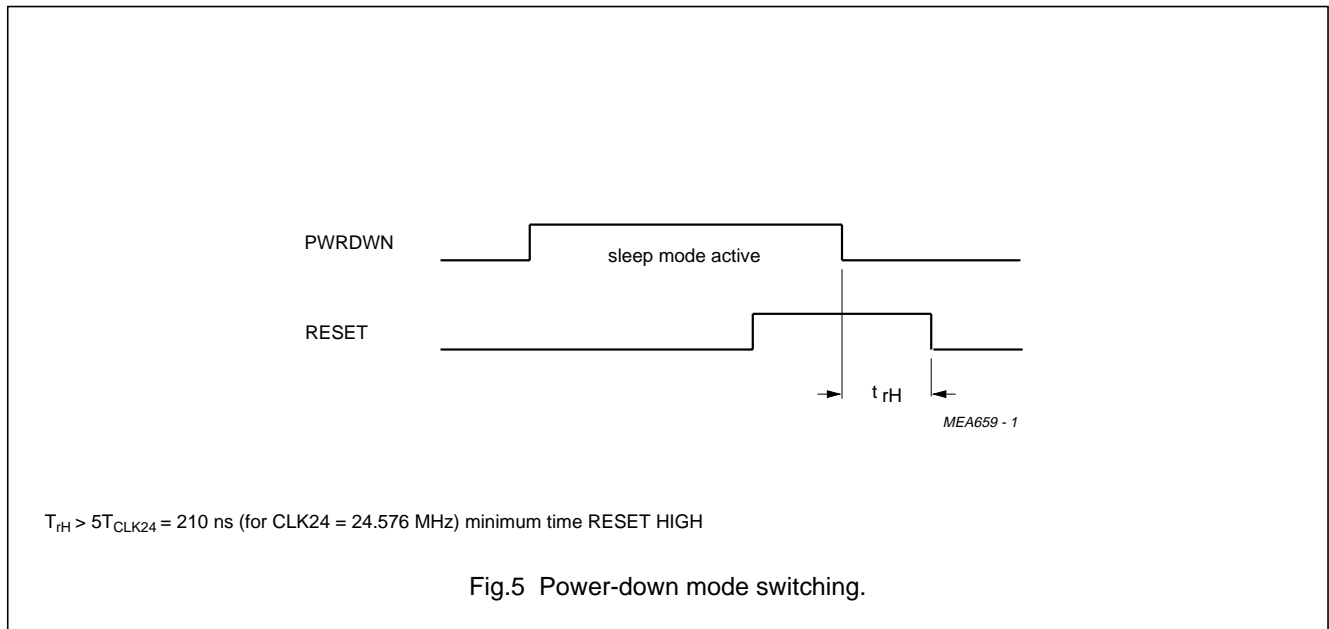 PWRDWN
sleep mode active
RESET
t rH
MEA659 - 1
TrH > 5TCLK24 = 210 ns (for CLK24 = 24.576 MHz) minimum time RESET HIGH
Fig.5 Power-down mode switching.